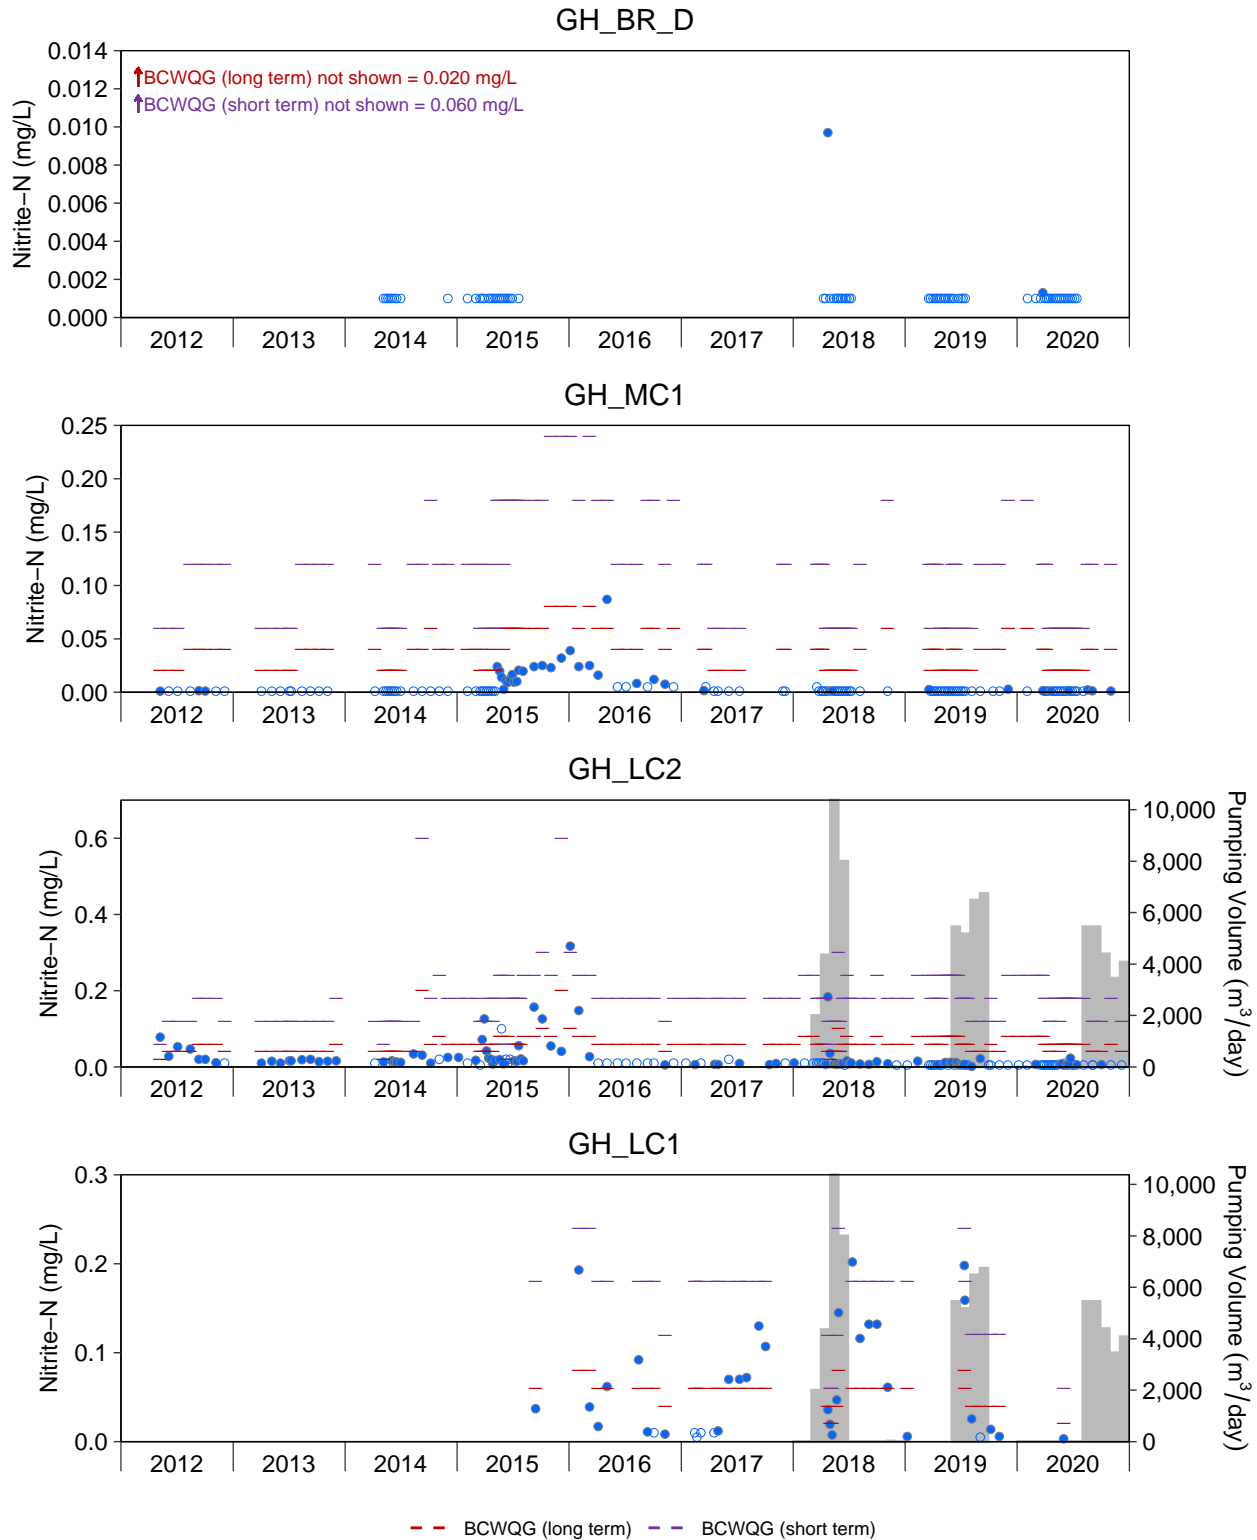 GH_BR_D
Nitrite−N (mg/L)
0.014
0.012
0.010
0.008
0.006
0.004
0.002
0.000
BCWQG (long term) not shown = 0.020 mg/L
BCWQG (short term) not shown = 0.060 mg/L
2012 2013 2014 2015 2016 2017 2018 2019 2020
GH_MC1
Nitrite−N (mg/L)
0.25
0.20
0.15
0.10
0.05
0.00
2012 2013 2014 2015 2016 2017 2018 2019 2020
GH_LC2
Nitrite−N (mg/L)
0.6
0.4
0.2
0.0
10,000
8,000
6,000
4,000
2,000
0
Pumping Volume (m³/day)
2012 2013 2014 2015 2016 2017 2018 2019 2020
GH_LC1
Nitrite−N (mg/L)
0.3
0.2
0.1
0.0
10,000
8,000
6,000
4,000
2,000
0
Pumping Volume (m³/day)
2012 2013 2014 2015 2016 2017 2018 2019 2020
BCWQG (long term) BCWQG (short term)